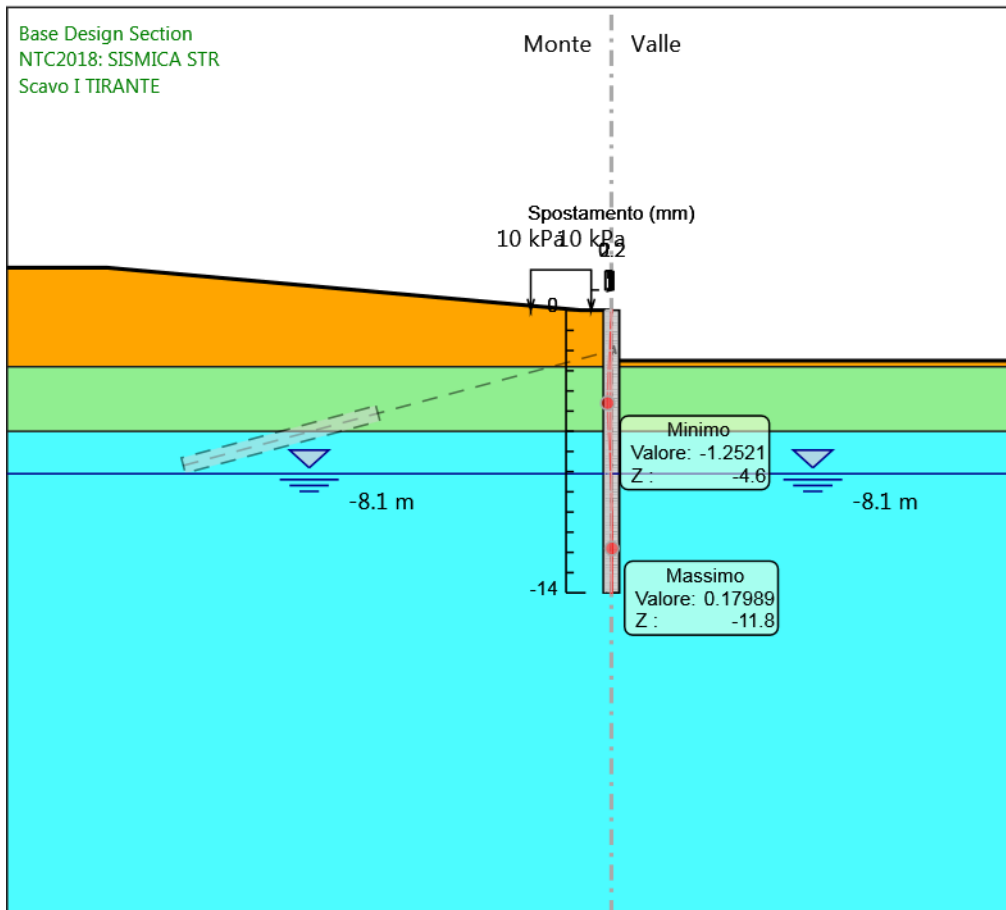 Base Design Section
NTC2018: SISMICA STR
Scavo I TIRANTE
Monte
Valle
Spostamento (mm)
10 kPa
10 kPa
0
-14
Minimo
Valore: -1.2521
Z : -4.6
-8.1 m
-8.1 m
Massimo
Valore: 0.17989
Z : -11.8